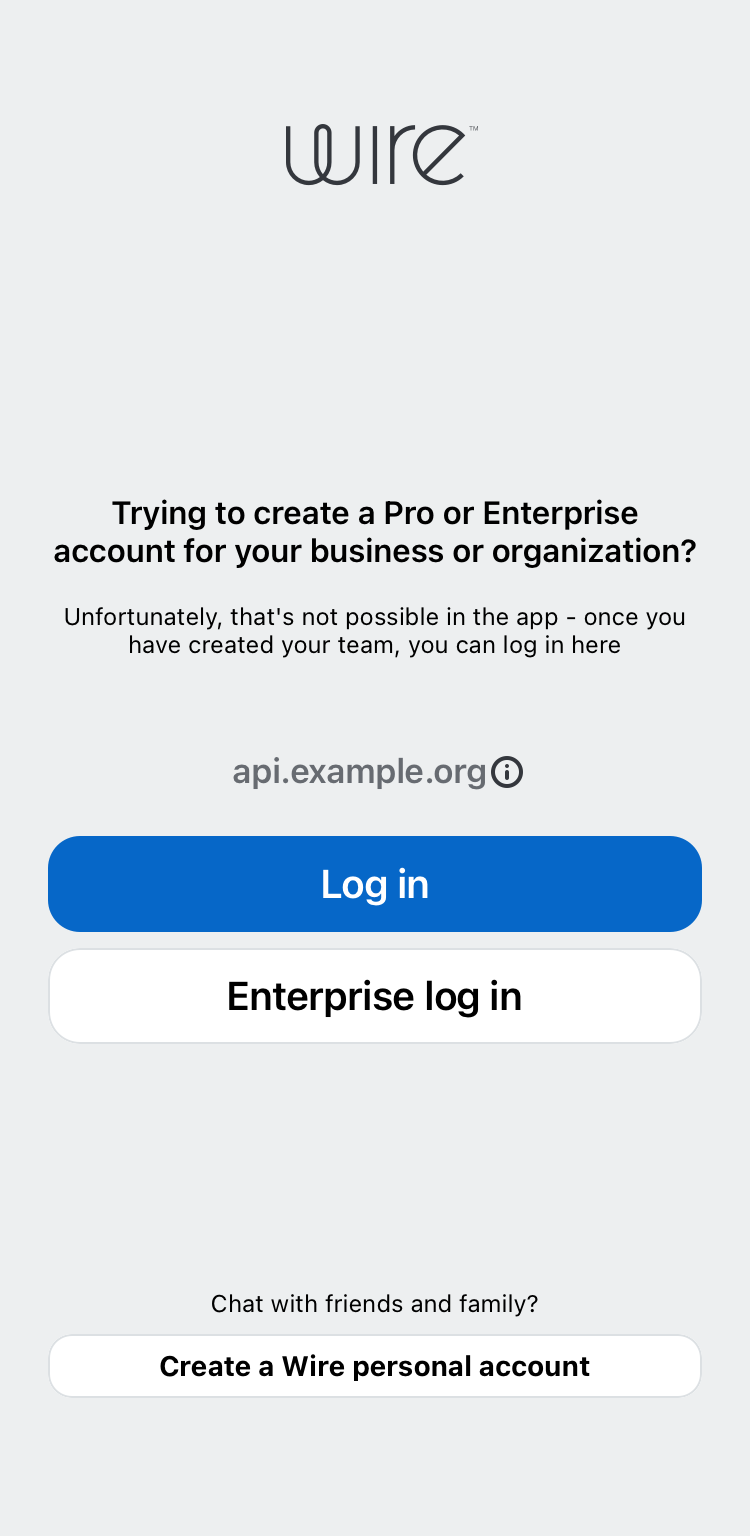 wire™
Trying to create a Pro or Enterprise
account for your business or organization?
Unfortunately, that's not possible in the app - once you
have created your team, you can log in here
api.example.org
Log in
Enterprise log in
Chat with friends and family?
Create a Wire personal account